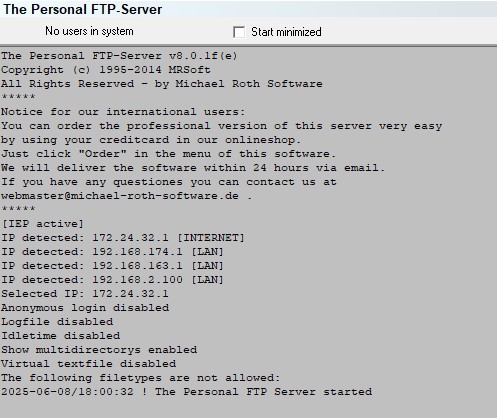 The Personal FTP-Server
No users in system
Start minimized
The Personal FTP-Server v8.0.1f(e)
Copyright (c) 1995-2014 MRSoft
All Rights Reserved - by Michael Roth Software
*****
Notice for our international users:
You can order the professional version of this server very easy
by using your creditcard in our onlineshop.
Just click "Order" in the menu of this software.
We will deliver the software within 24 hours via email.
If you have any questiones you can contact us at
webmaster@michael-roth-software.de .
*****
[IEP active]
IP detected: 172.24.32.1 [INTERNET]
IP detected: 192.168.174.1 [LAN]
IP detected: 192.168.163.1 [LAN]
IP detected: 192.168.2.100 [LAN]
Selected IP: 172.24.32.1
Anonymous login disabled
Logfile disabled
Idletime disabled
Show multidirectorys enabled
Virtual textfile disabled
The following filetypes are not allowed:
2025-06-08/18:00:32 ! The Personal FTP Server started